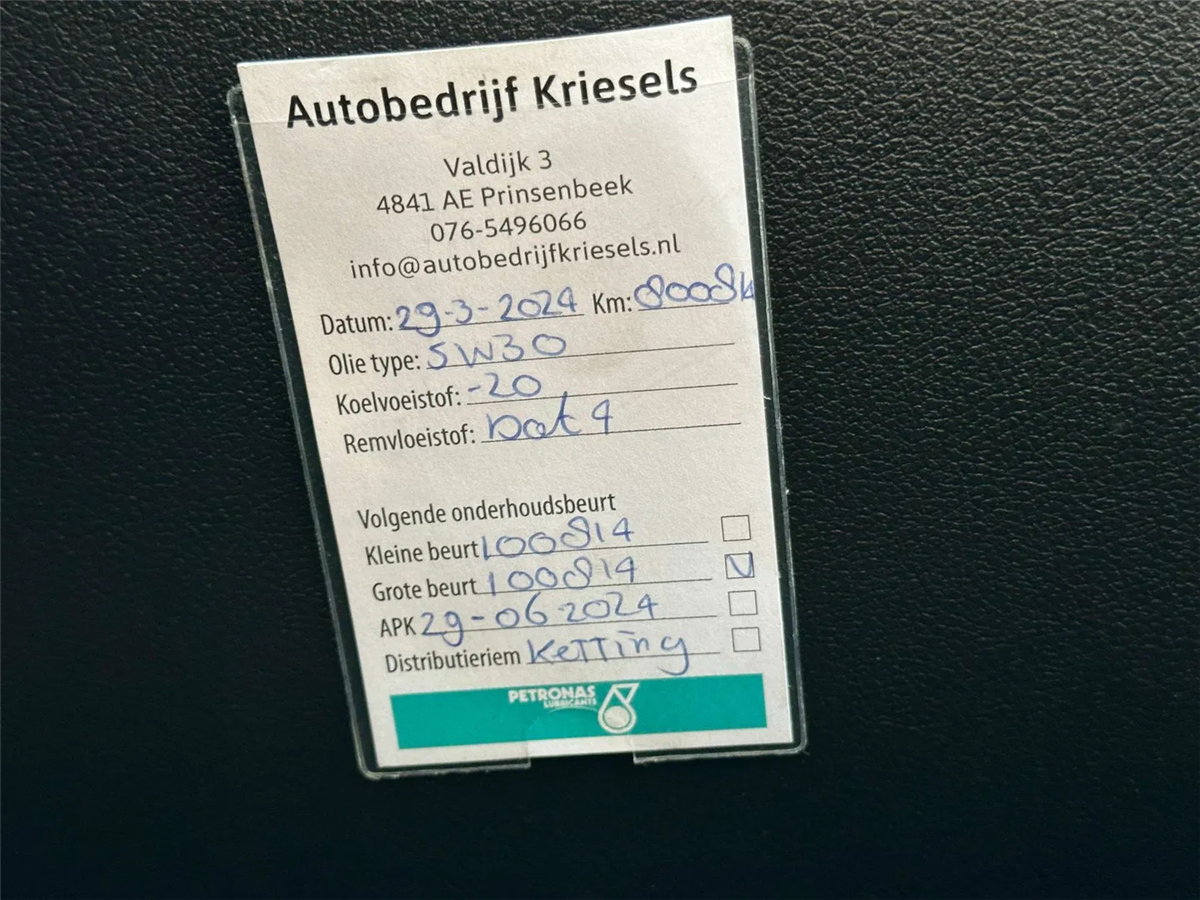 Autobedrijf Kriesels
Valdijk 3
4841 AE Prinsenbeek
076-5496066
info@autobedrijfkriesels.nl
Datum: 29-3-2024 Km:
Olie type: 5W30
Koelvoeistof: -20
Remvloeistof: Dot 4
Volgende onderhoudsbeurt
Kleine beurt 100814
Grote beurt 100814
APK 29-06-2024
Distributieriem Ketting
PETRONAS
LUBRICANTS